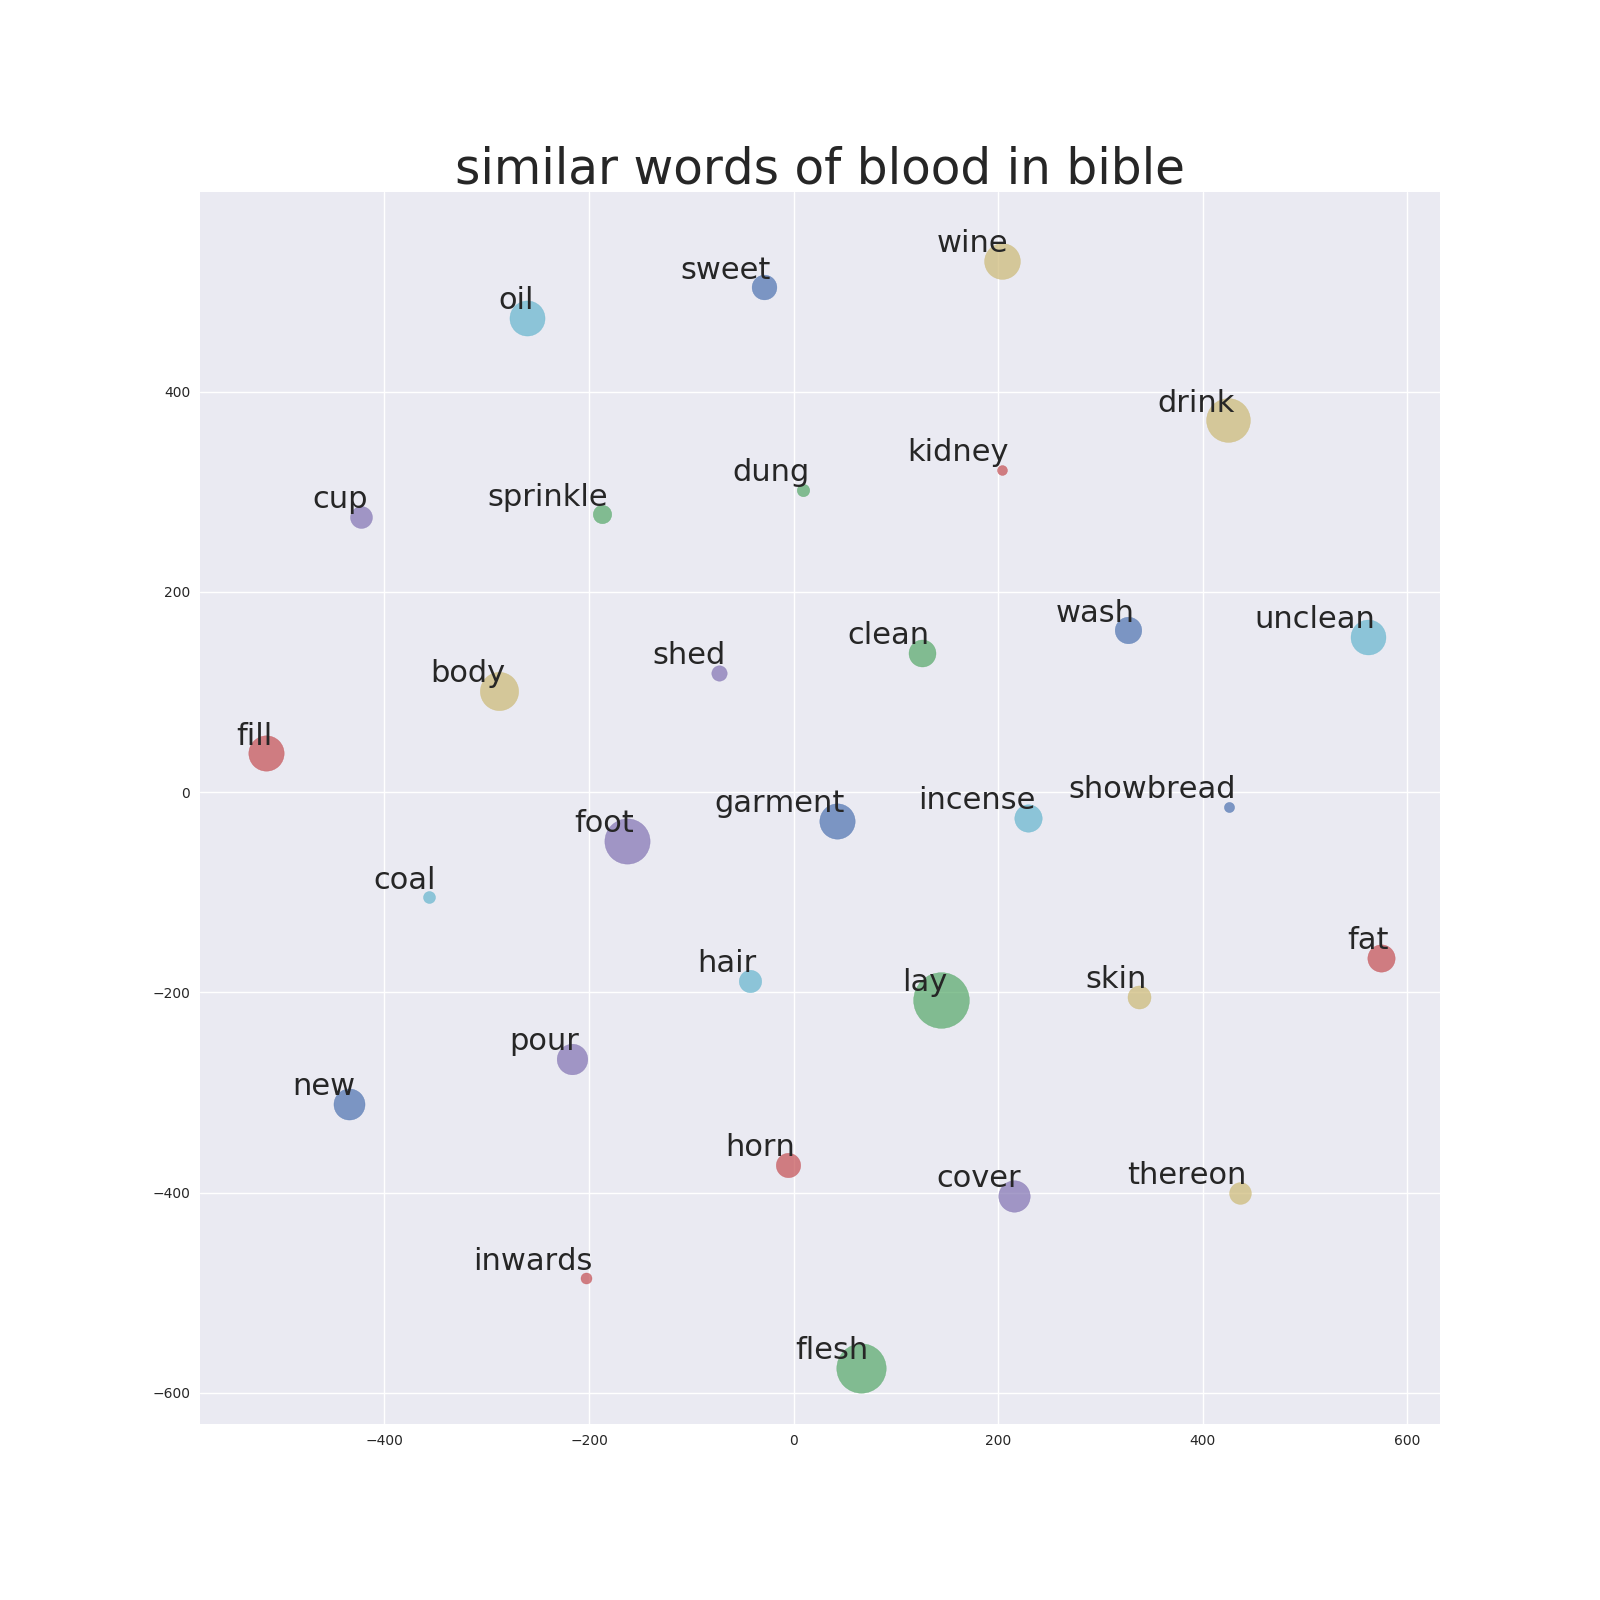 similar words of blood in bible
wine
sweet
oil
400
drink
kidney
dung
sprinkle
cup
200
wash
unclean
clean
shed
body
fill
0
showbread
incense
garment
foot
coal
fat
hair
−200
lay
skin
pour
new
horn
−400
cover
thereon
inwards
flesh
−600
−400 −200 0 200 400 600